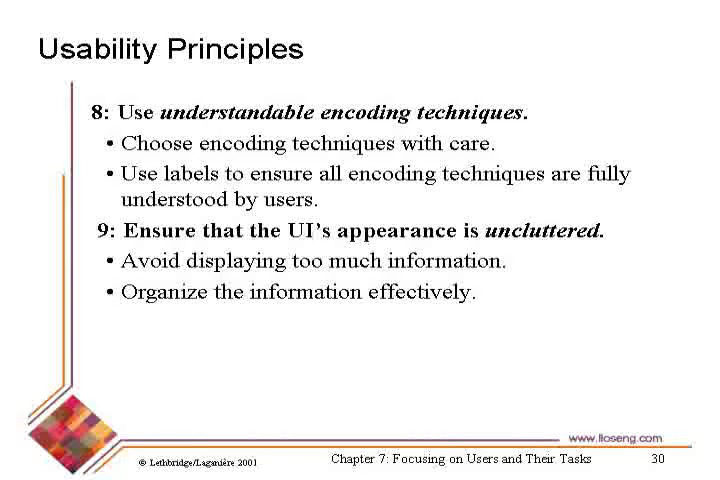 Usability Principles
8: Use understandable encoding techniques.
• Choose encoding techniques with care.
• Use labels to ensure all encoding techniques are fully
understood by users.
9: Ensure that the UI’s appearance is uncluttered.
• Avoid displaying too much information.
• Organize the information effectively.
www.lloseng.com
© Lethbridge/Laganière 2001
Chapter 7: Focusing on Users and Their Tasks
30